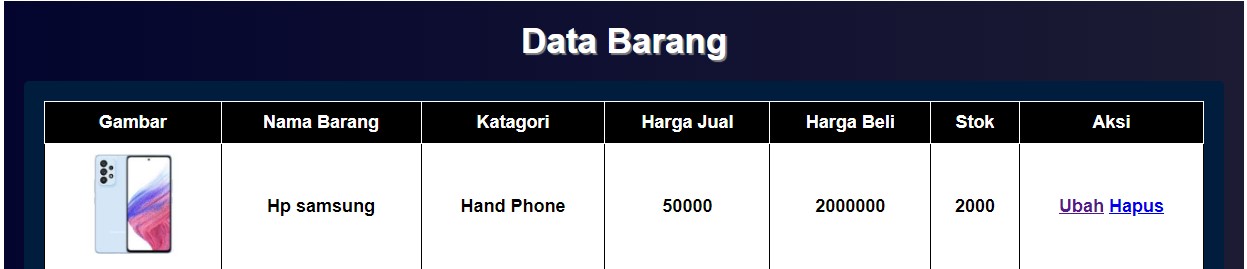 Data Barang
Gambar Nama Barang Katagori Harga Jual Harga Beli Stok Aksi
Hp samsung Hand Phone 50000 2000000 2000 Ubah Hapus